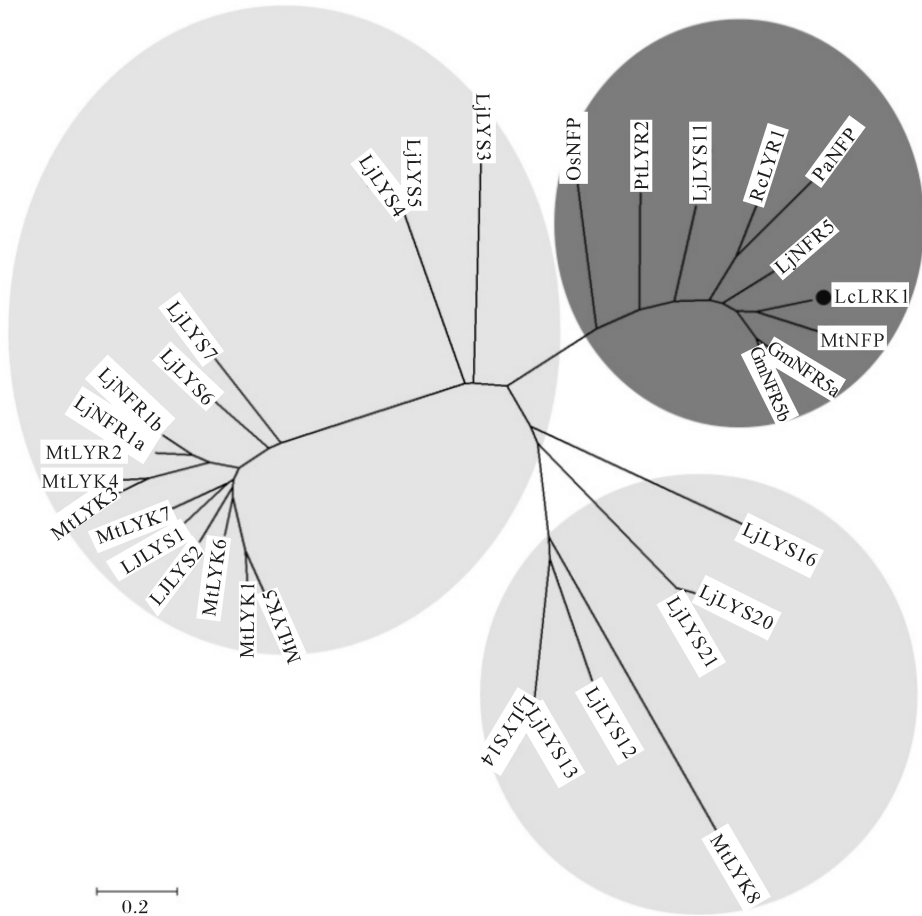 LjLYS3
LjLYS5
LjLYS4
LjLYS7
LjLYS6
LjNFR1b
LjNFR1a
MtLYR2
MtLYK4
MtLYK3
MtLYK7
LJLYS1
LJLYS2
MtLYK6
MtLYK1
MtLYK5
OsNFP
PtLYR2
LjLYS11
RcLYR1
PaNFP
LjNFR5
LcLRK1
MtNFP
GmNFR5a
GmNFR5b
LjLYS16
LjLYS20
LjLYS21
LjLYS12
LjLYS13
LjLYS14
MtLYK8
0.2